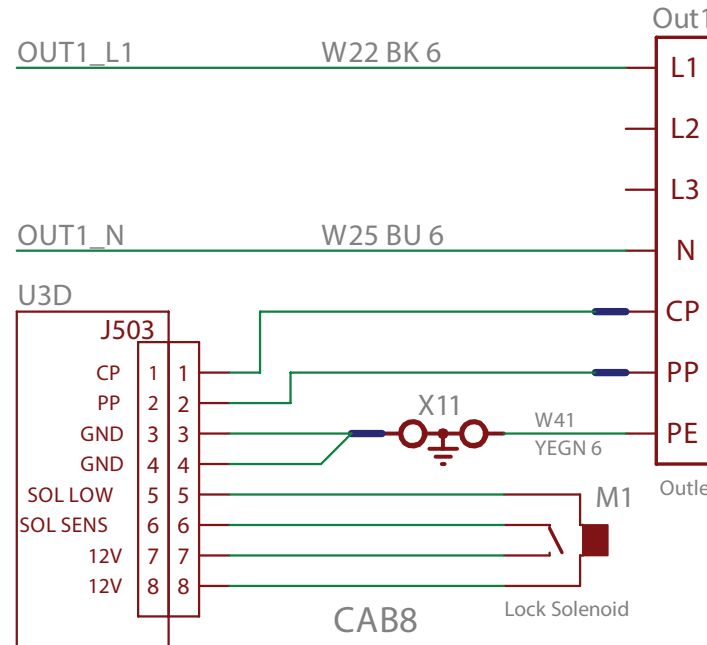 Out1
OUT1_L1 W22 BK 6 L1
L2
L3
OUT1_N W25 BU 6 N
U3D
J503
CP
CP 1 1
PP
PP 2 2
X11
GND 3 3 W41 PE
GND 4 4 YEGN 6
SOL LOW 5 5 M1 Outle
SOL SENS 6 6
12V 7 7
12V 8 8
Lock Solenoid
CAB8